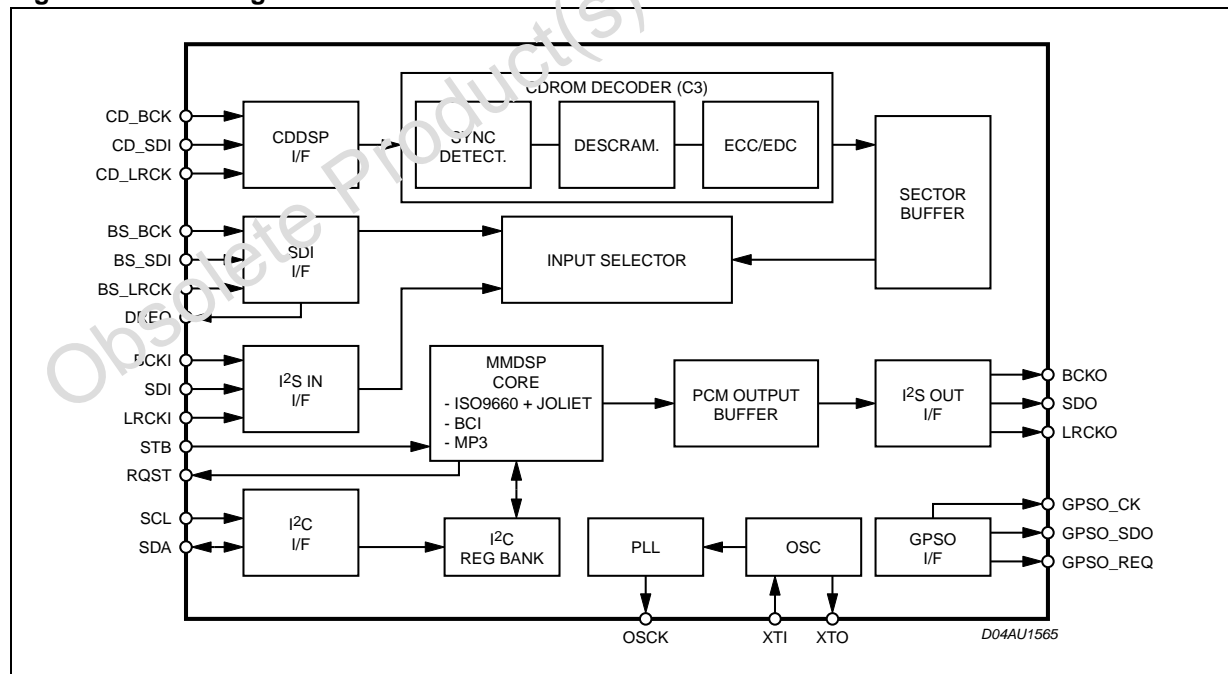 Obsolete Product(s)
CDROM DECODER (C3)
CD_BCK
CD_SDI
CD_LRCK
CDDSP
I/F
SYNC
DETECT.
DESCRAM.
ECC/EDC
SECTOR
BUFFER
BS_BCK
BS_SDI
BS_LRCK
DREQ
SDI
I/F
INPUT SELECTOR
BCKI
SDI
LRCKI
I2S IN
I/F
STB
RQST
MMDSP
CORE
- ISO9660 + JOLIET
- BCI
- MP3
PCM OUTPUT
BUFFER
I2S OUT
I/F
BCKO
SDO
LRCKO
SCL
SDA
I2C
I/F
I2C
REG BANK
PLL
OSC
GPSO
I/F
GPSO_CK
GPSO_SDO
GPSO_REQ
OSCK
XTI
XTO
D04AU1565